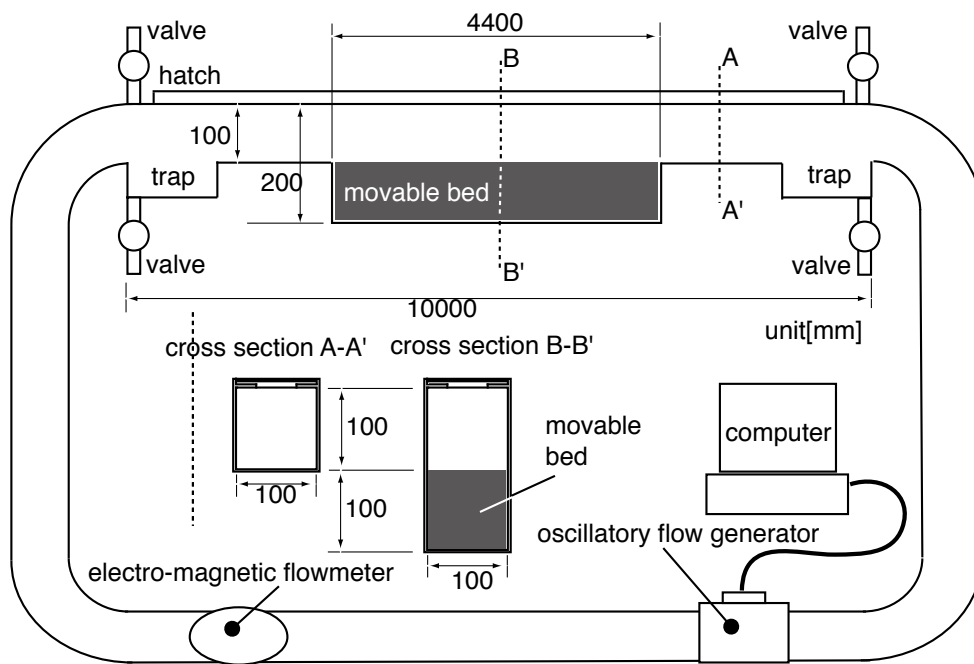 valve
4400
valve
hatch
B
A
100
trap
200
movable bed
trap
A'
valve
B'
valve
10000
unit[mm]
cross section A-A'
cross section B-B'
100
movable
bed
computer
100
100
100
oscillatory flow generator
electro-magnetic flowmeter